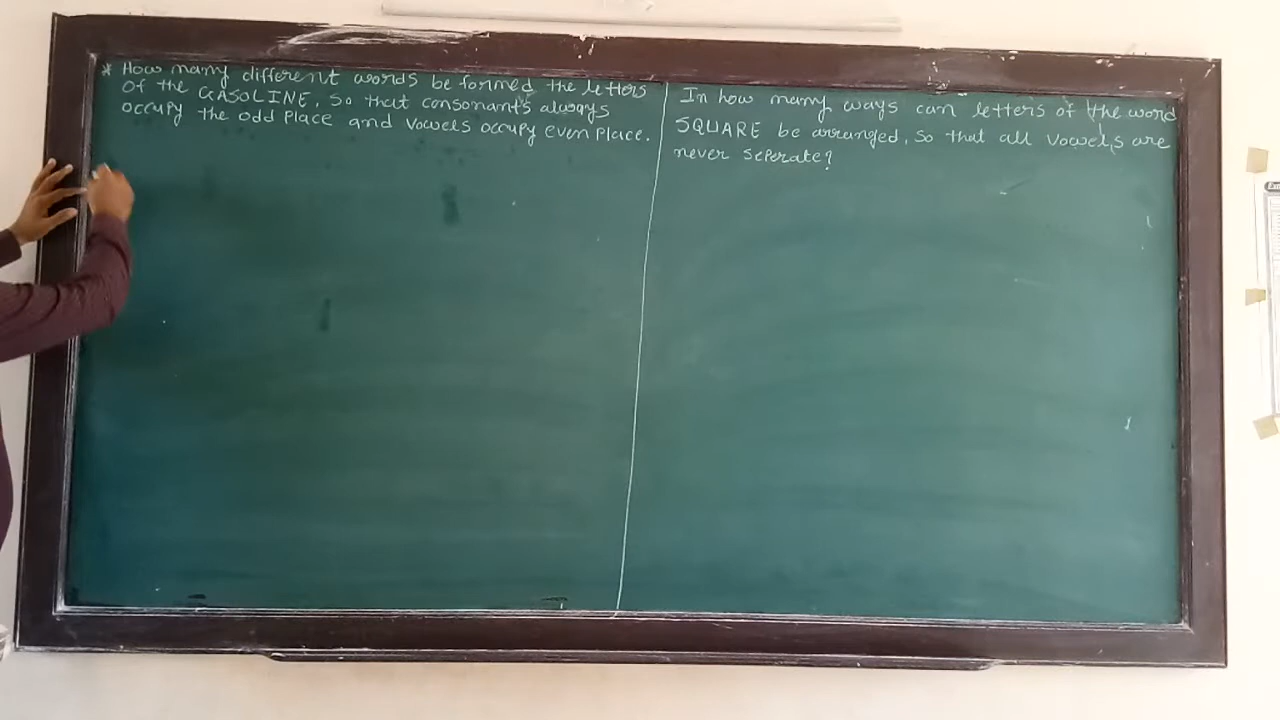 * How many different words be formed the letters
of the GASOLINE, so that consonants always
occupy the odd place and vowels occupy even place.
In how many ways can letters of the word
SQUARE be arranged, so that all vowels are
never seperate?